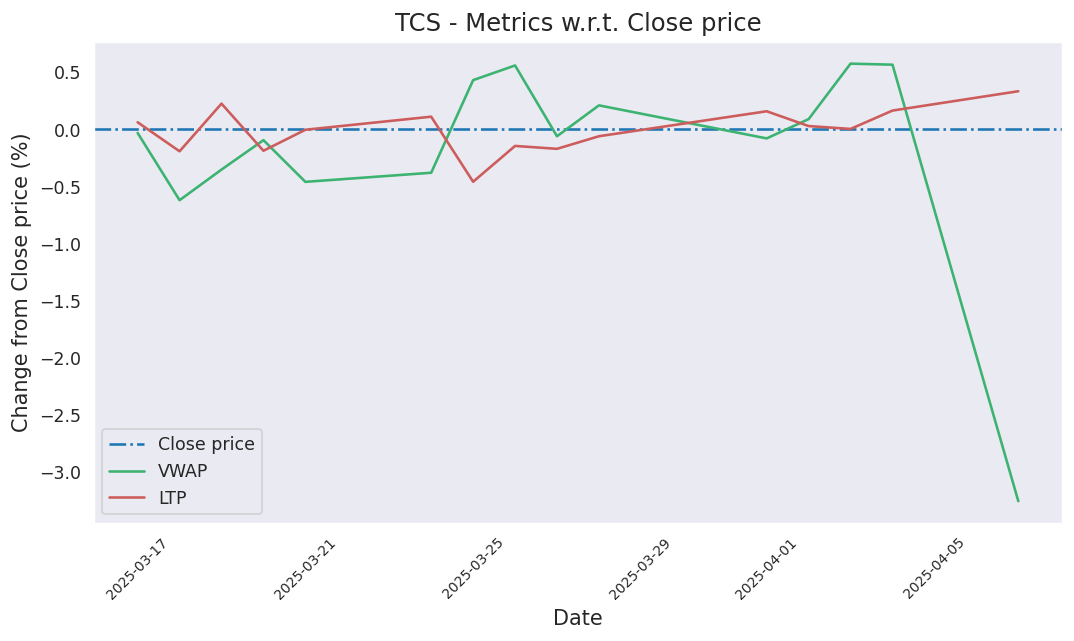 TCS - Metrics w.r.t. Close price
Change from Close price (%)
0.5
0.0
−0.5
−1.0
−1.5
−2.0
−2.5
−3.0
Close price
VWAP
LTP
2025-03-17
2025-03-21
2025-03-25
2025-03-29
2025-04-01
2025-04-05
Date